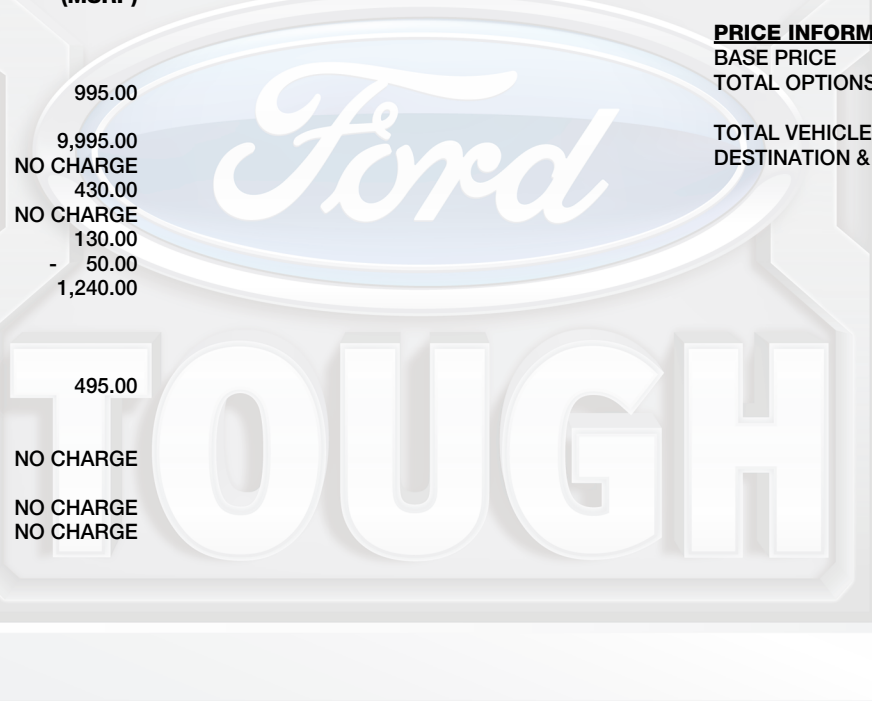 (MSRP)
995.00
9,995.00
NO CHARGE
430.00
NO CHARGE
130.00
- 50.00
1,240.00
495.00
NO CHARGE
NO CHARGE
NO CHARGE
PRICE INFORM
BASE PRICE
TOTAL OPTIONS
TOTAL VEHICLE
DESTINATION &
Ford
TOUGH